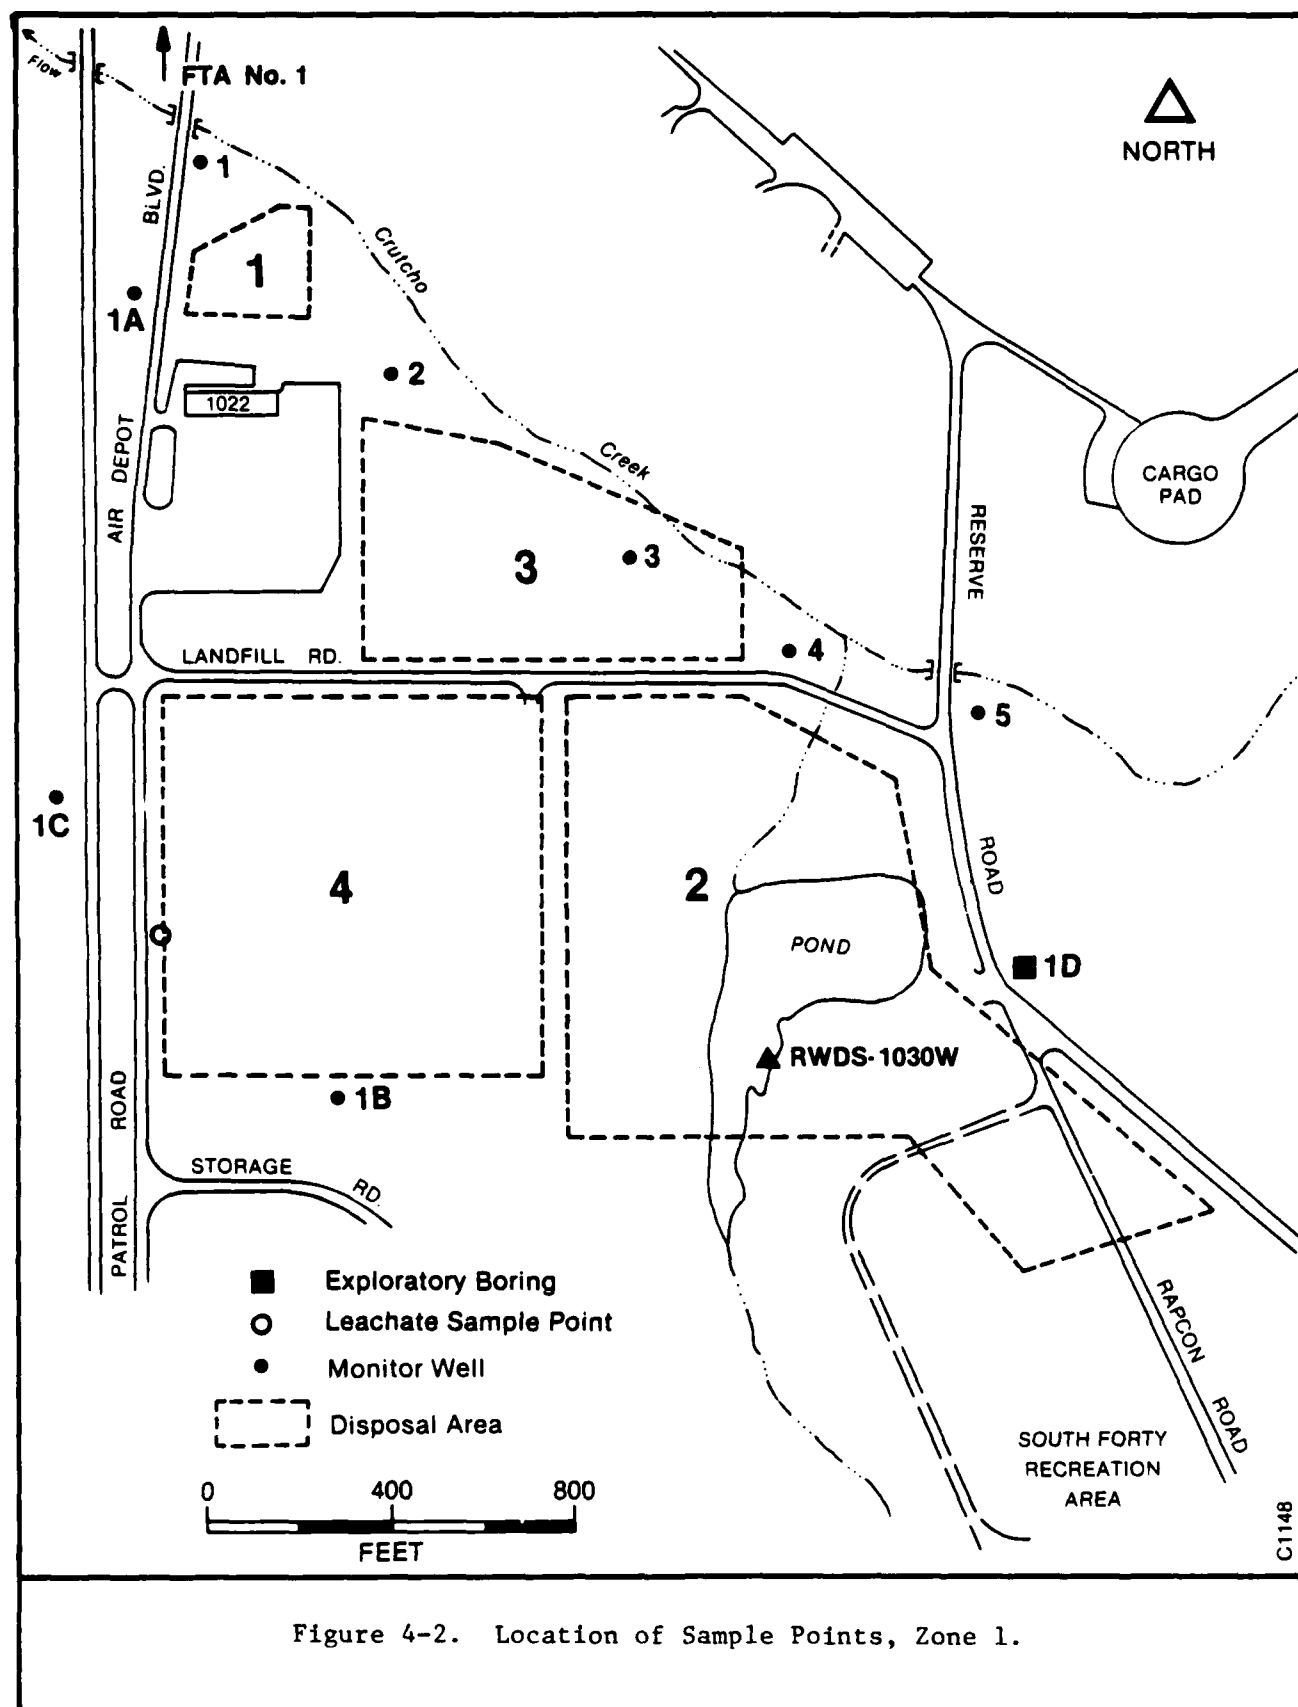 Flow
FTA No. 1
NORTH
1
BLVD.
1
1A
Crutcho
2
1022
AIR DEPOT
Creek
CARGO
PAD
3
3
RESERVE
LANDFILL RD.
4
5
1C
4
2
ROAD
POND
1D
RWDS-1030W
1B
PATROL ROAD
STORAGE RD.
Exploratory Boring
Leachate Sample Point
Monitor Well
Disposal Area
RAPCON ROAD
SOUTH FORTY
RECREATION
AREA
0 400 800
FEET
C1148
Figure 4-2. Location of Sample Points, Zone 1.